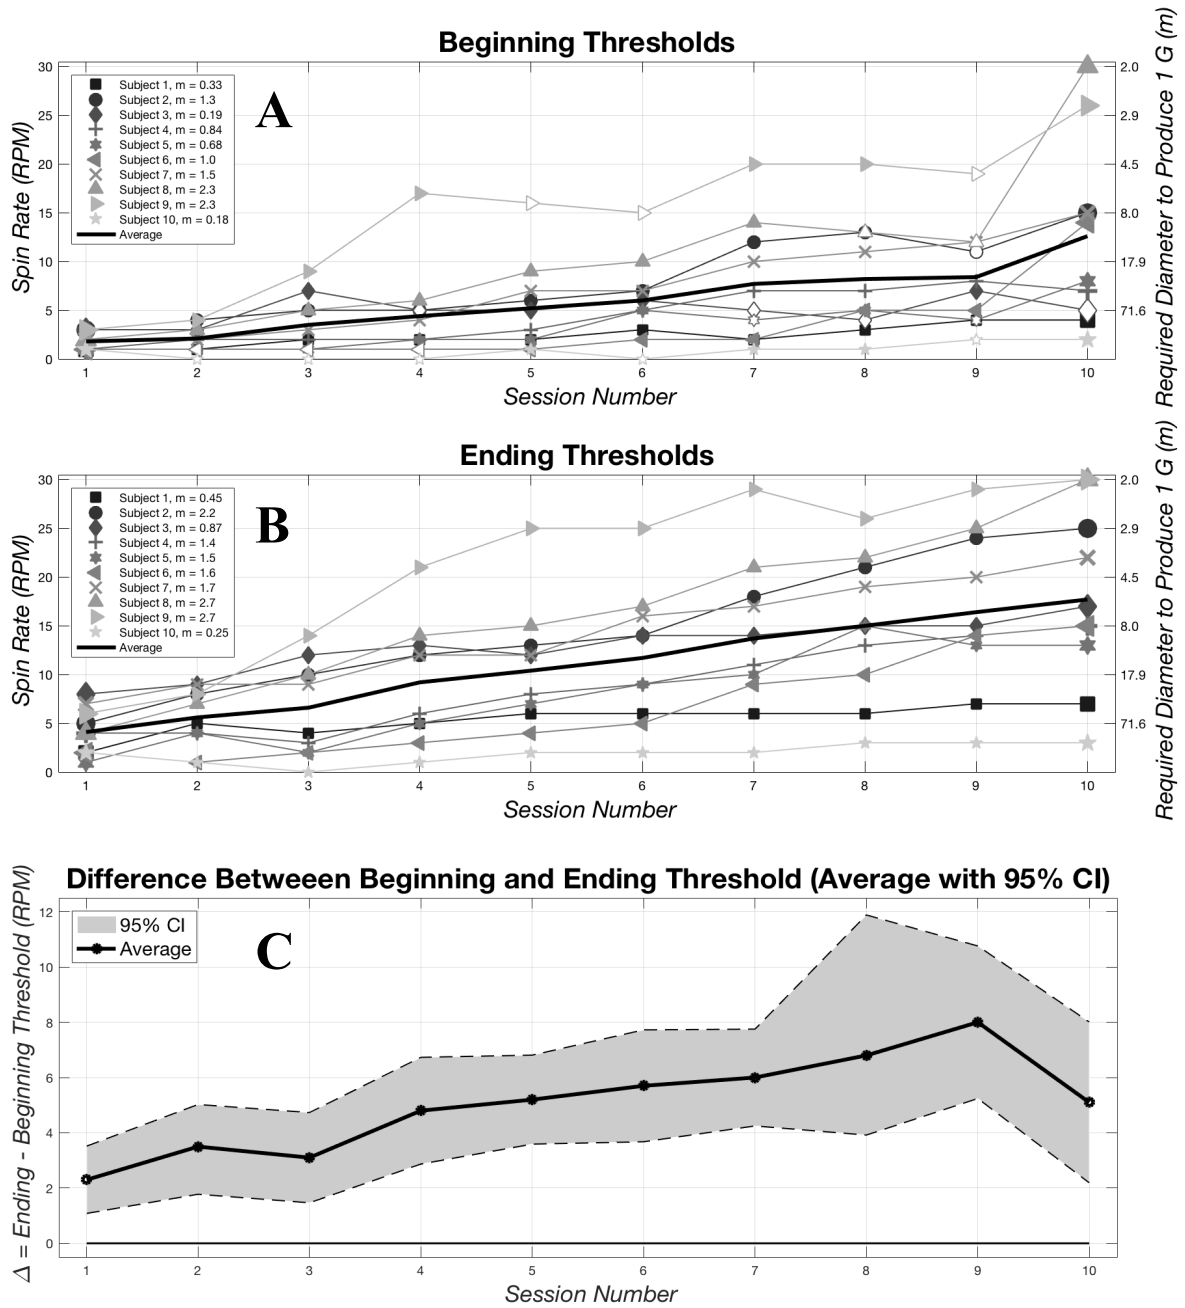 Beginning Thresholds
A
Subject 1, m = 0.33
Subject 2, m = 1.3
Subject 3, m = 0.19
Subject 4, m = 0.84
Subject 5, m = 0.68
Subject 6, m = 1.0
Subject 7, m = 1.5
Subject 8, m = 2.3
Subject 9, m = 2.3
Subject 10, m = 0.18
Average
Spin Rate (RPM)
30
25
20
15
10
5
0
Required Diameter to Produce 1 G (m)
2.0
2.9
4.5
8.0
17.9
71.6
1 2 3 4 5 6 7 8 9 10
Session Number
Ending Thresholds
B
Subject 1, m = 0.45
Subject 2, m = 2.2
Subject 3, m = 0.87
Subject 4, m = 1.4
Subject 5, m = 1.5
Subject 6, m = 1.6
Subject 7, m = 1.7
Subject 8, m = 2.7
Subject 9, m = 2.7
Subject 10, m = 0.25
Average
Spin Rate (RPM)
30
25
20
15
10
5
0
Required Diameter to Produce 1 G (m)
2.0
2.9
4.5
8.0
17.9
71.6
1 2 3 4 5 6 7 8 9 10
Session Number
Difference Betweeen Beginning and Ending Threshold (Average with 95% CI)
C
95% CI
Average
Δ = Ending - Beginning Threshold (RPM)
12
10
8
6
4
2
0
1 2 3 4 5 6 7 8 9 10
Session Number